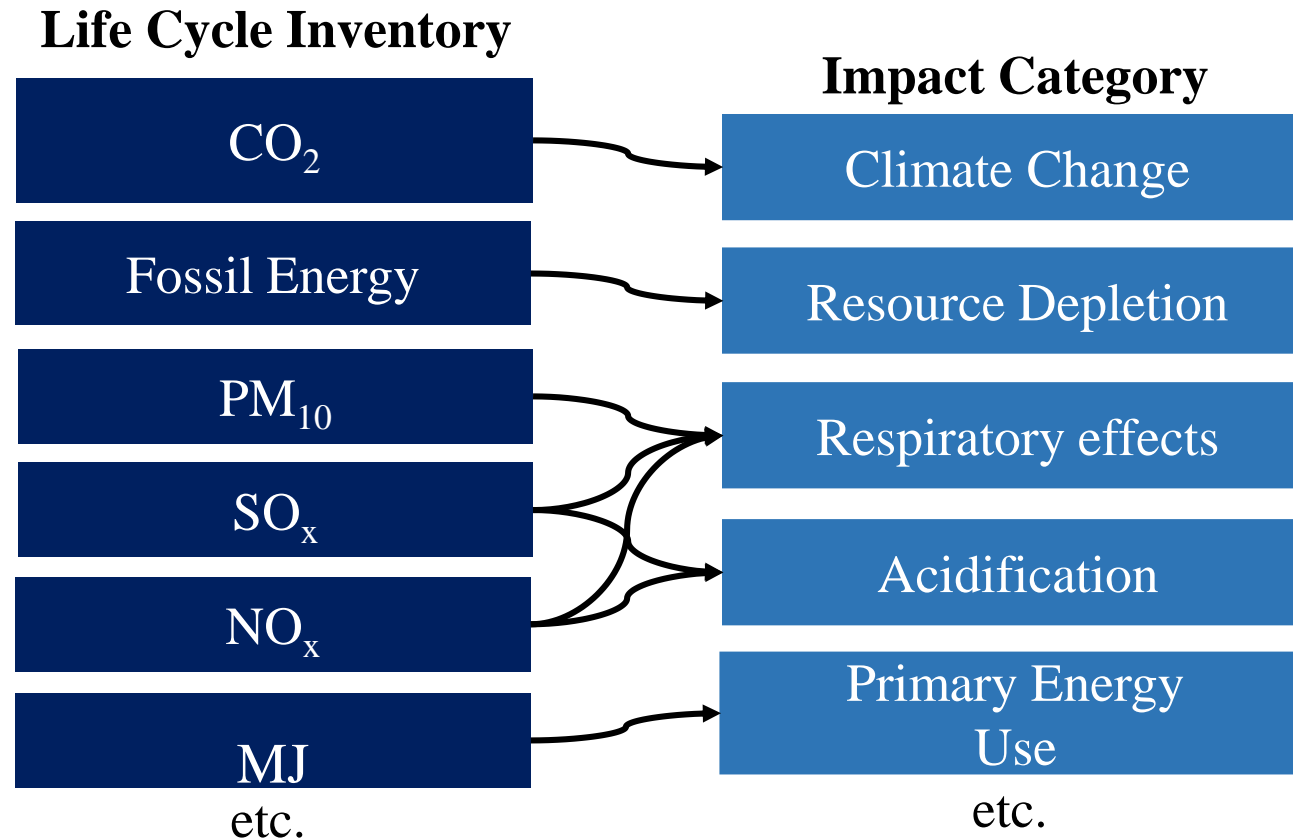 Life Cycle Inventory
CO₂
Fossil Energy
PM₁₀
SOₓ
NOₓ
MJ
etc.
Impact Category
Climate Change
Resource Depletion
Respiratory effects
Acidification
Primary Energy
Use
etc.